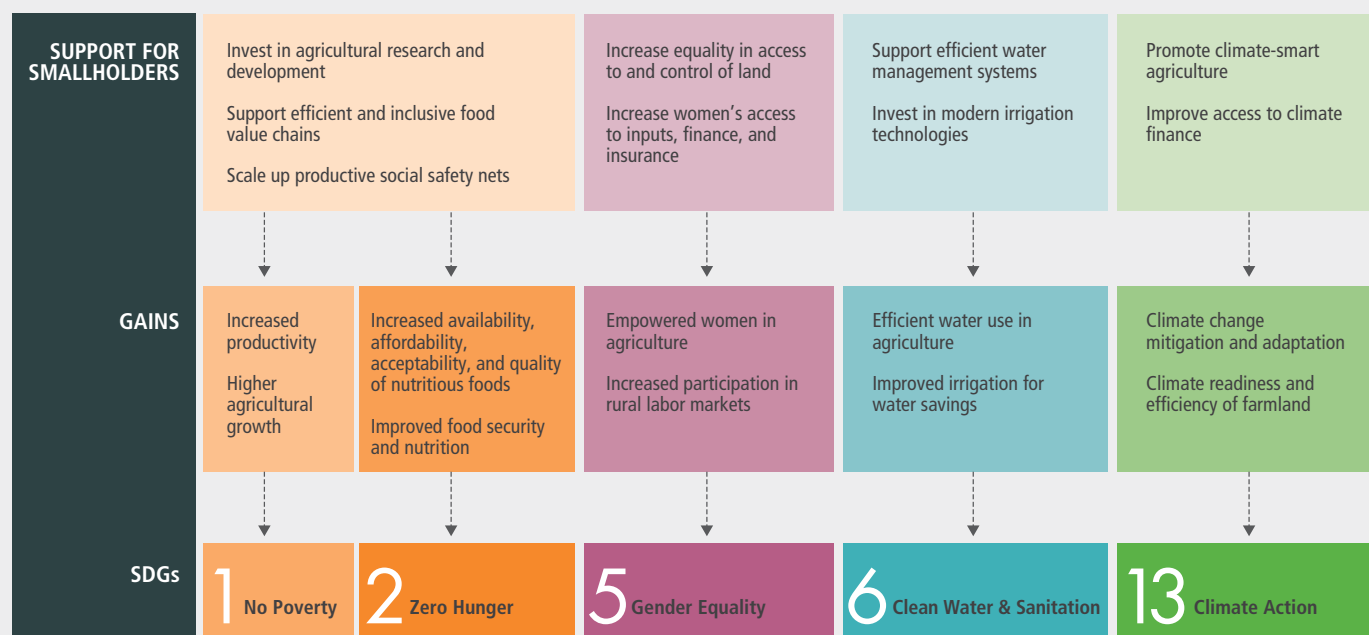 SUPPORT FOR
SMALLHOLDERS
Invest in agricultural research and
development
Support efficient and inclusive food
value chains
Scale up productive social safety nets
Increase equality in access
to and control of land
Increase women’s access
to inputs, finance, and
insurance
Support efficient water
management systems
Invest in modern irrigation
technologies
Promote climate-smart
agriculture
Improve access to climate
finance
GAINS
Increased
productivity
Higher
agricultural
growth
Increased availability,
affordability,
acceptability, and quality
of nutritious foods
Improved food security
and nutrition
Empowered women in
agriculture
Increased participation in
rural labor markets
Efficient water use in
agriculture
Improved irrigation for
water savings
Climate change
mitigation and adaptation
Climate readiness and
efficiency of farmland
SDGs
1 No Poverty
2 Zero Hunger
5 Gender Equality
6 Clean Water & Sanitation
13 Climate Action